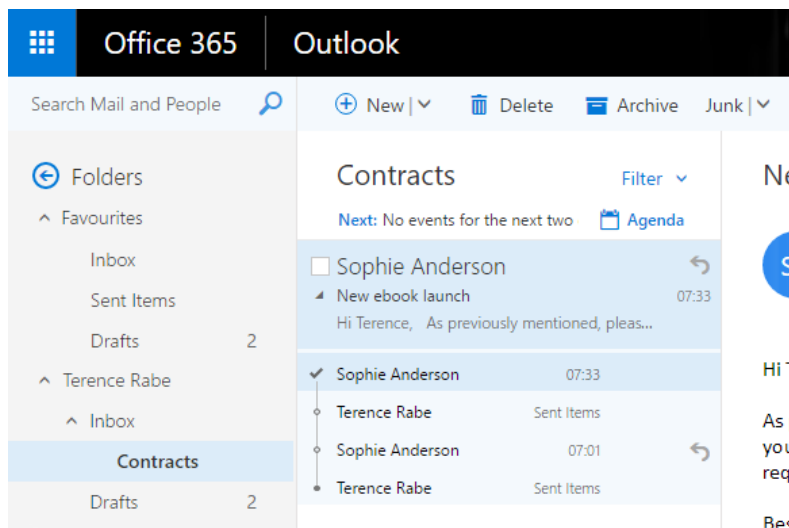 Office 365 Outlook
Search Mail and People
New Delete Archive Junk
Folders
Favourites
Inbox
Sent Items
Drafts 2
Terence Rabe
Inbox
Contracts
Drafts 2
Contracts Filter
Next: No events for the next two Agenda
Sophie Anderson
New ebook launch 07:33
Hi Terence, As previously mentioned, pleas...
Sophie Anderson 07:33
Terence Rabe Sent Items
Sophie Anderson 07:01
Terence Rabe Sent Items
Hi
As